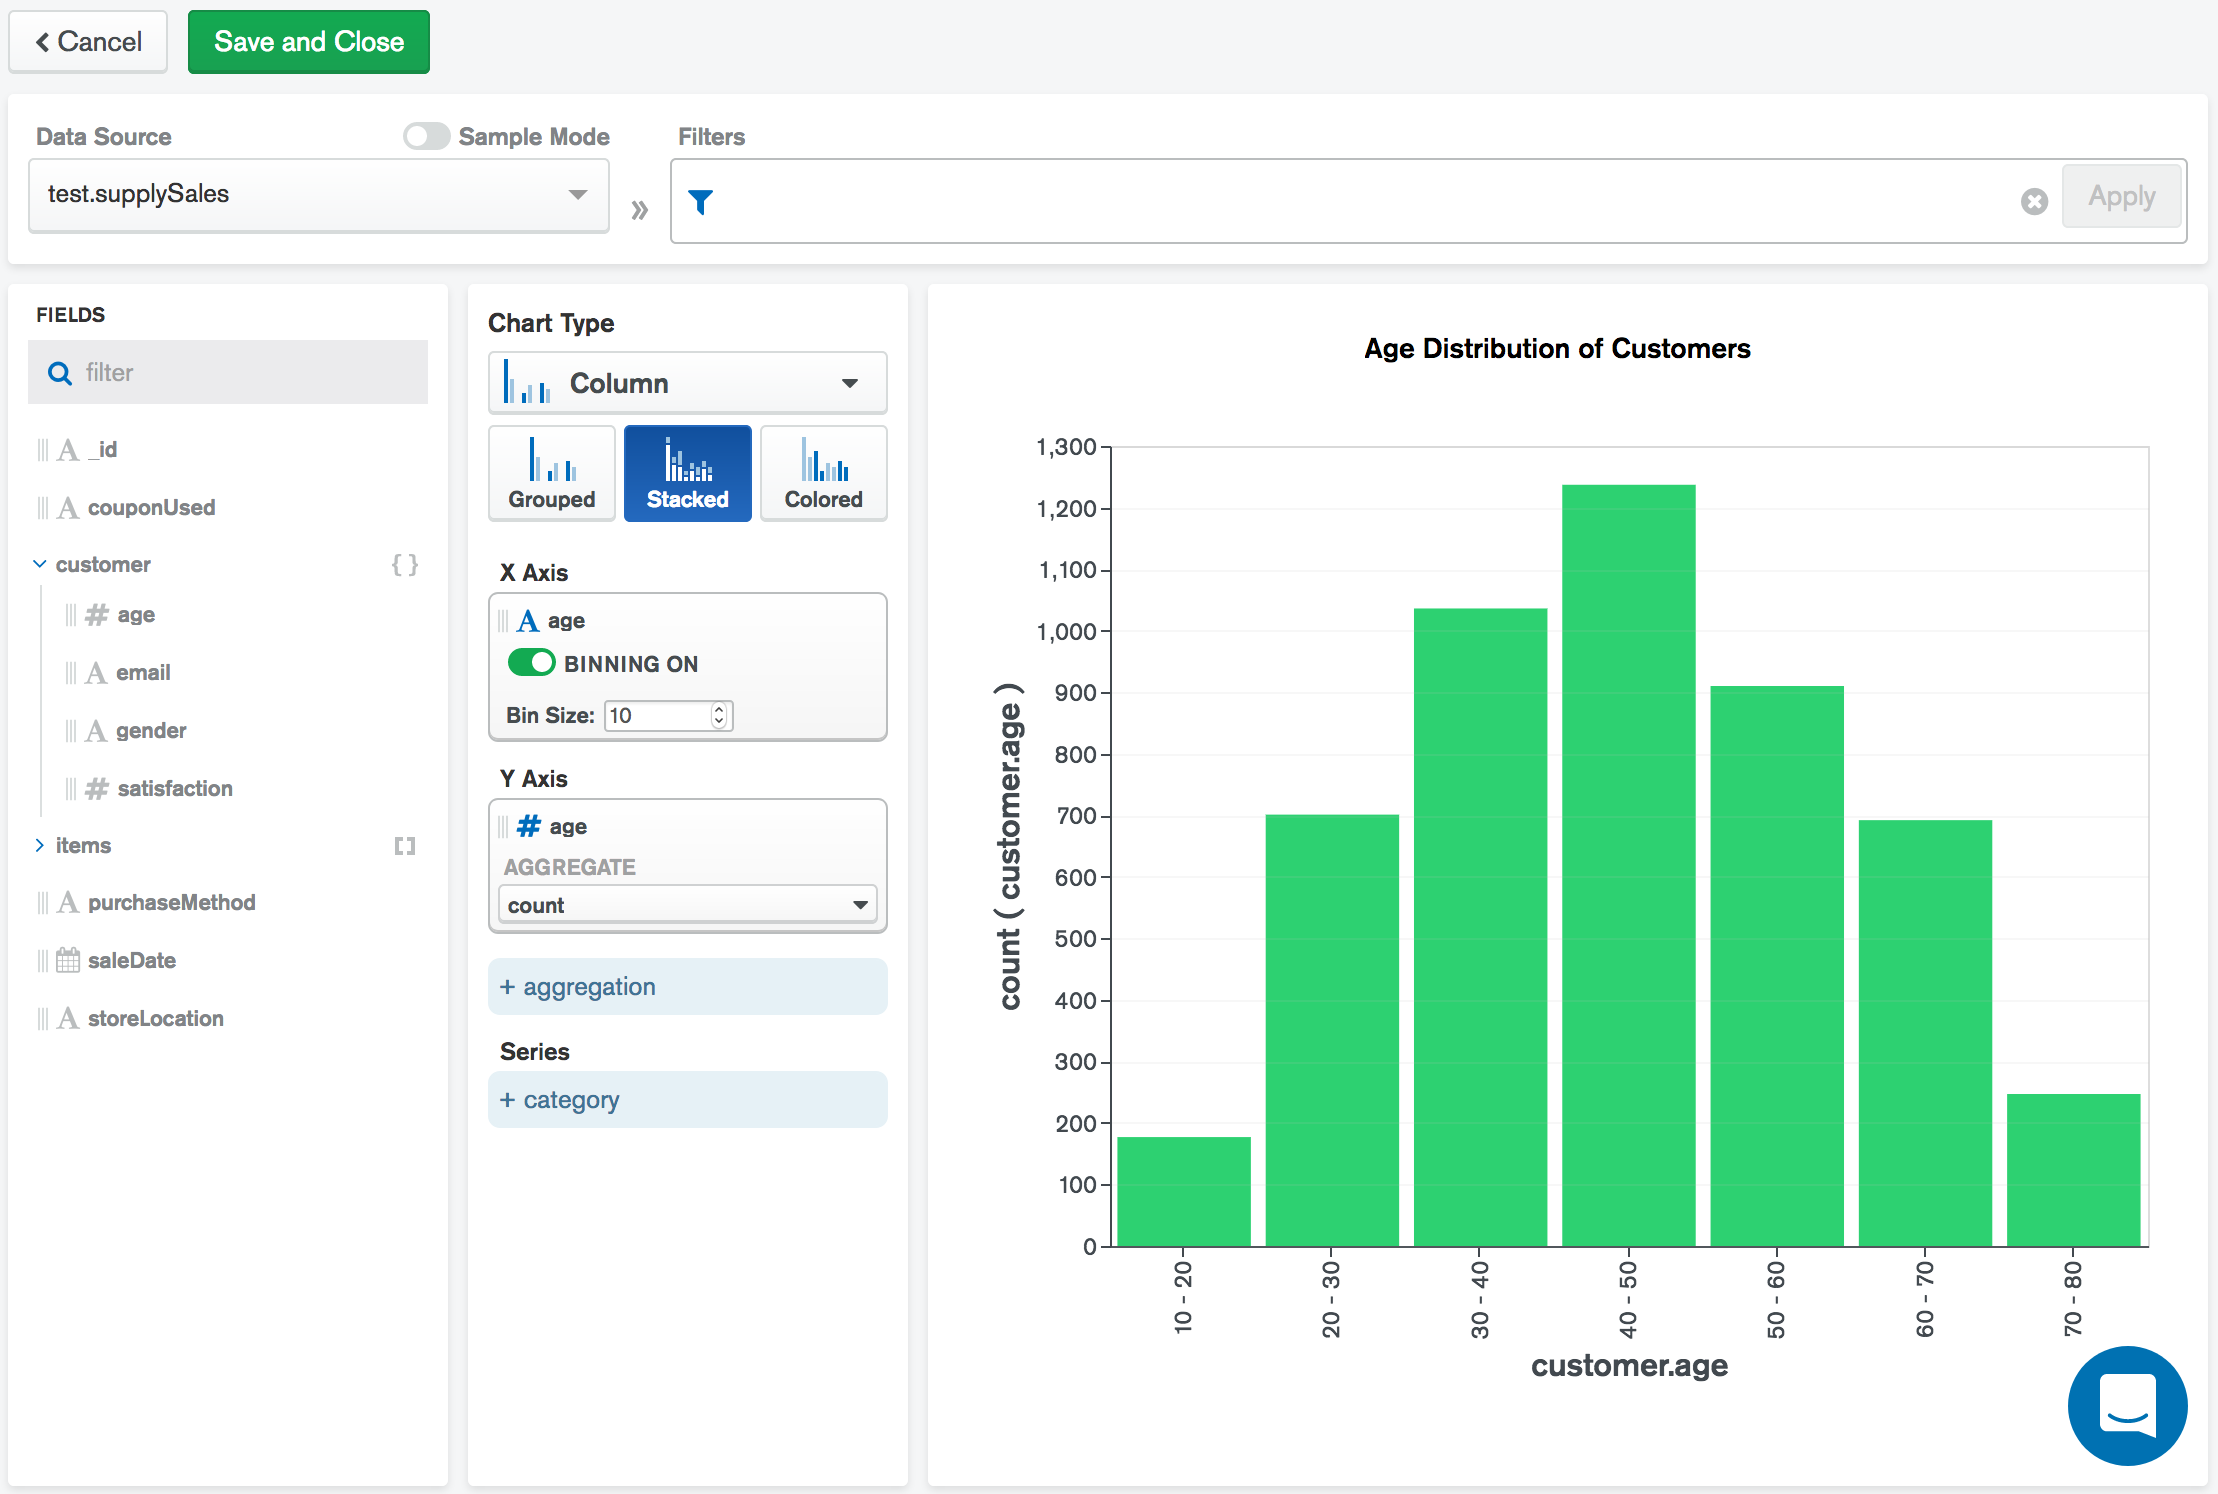 Cancel
Save and Close
Data Source
Sample Mode
Filters
test.supplySales
»
Apply
FIELDS
filter
A _id
A couponUsed
customer { }
# age
A email
A gender
# satisfaction
items [ ]
A purchaseMethod
saleDate
A storeLocation
Chart Type
Column
Grouped
Stacked
Colored
X Axis
A age
BINNING ON
Bin Size: 10
Y Axis
# age
AGGREGATE
count
+ aggregation
Series
+ category
Age Distribution of Customers
count ( customer.age )
1,300
1,200
1,100
1,000
900
800
700
600
500
400
300
200
100
0
10 - 20
20 - 30
30 - 40
40 - 50
50 - 60
60 - 70
70 - 80
customer.age